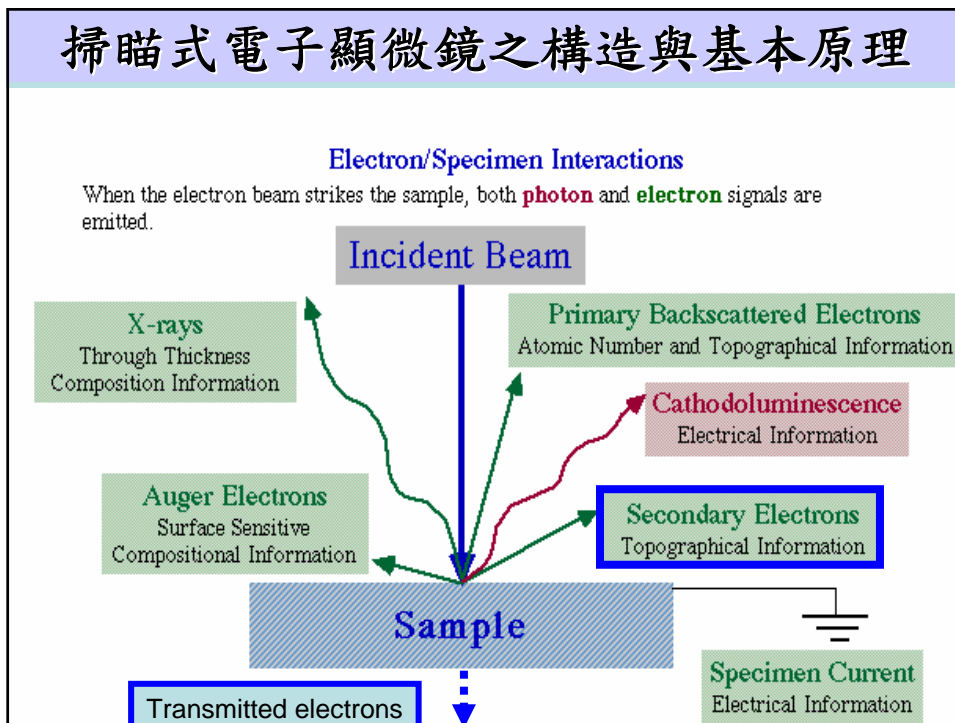 掃瞄式電子顯微鏡之構造與基本原理
Electron/Specimen Interactions
When the electron beam strikes the sample, both photon and electron signals are
emitted.
Incident Beam
X-rays
Through Thickness
Composition Information
Primary Backscattered Electrons
Atomic Number and Topographical Information
Cathodoluminescence
Electrical Information
Auger Electrons
Surface Sensitive
Compositional Information
Secondary Electrons
Topographical Information
Sample
Specimen Current
Electrical Information
Transmitted electrons